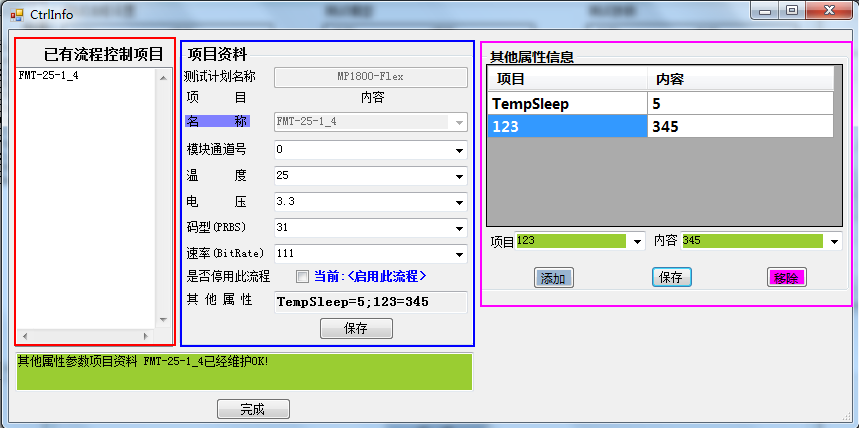 CtrlInfo
已有流程控制项目
FMT-25-1_4
项目资料
测试计划名称 MP1800-Flex
项 目 内容
名 称 FMT-25-1_4
模块通道号 0
温 度 25
电 压 3.3
码型(PRBS) 31
速率(BitRate) 111
是否停用此流程 当前:<启用此流程>
其 他 属 性 TempSleep=5;123=345
保存
其他属性信息
项目 内容
TempSleep 5
123 345
项目 123 内容 345
添加 保存 移除
其他属性参数项目资料 FMT-25-1_4已经维护OK!
完成